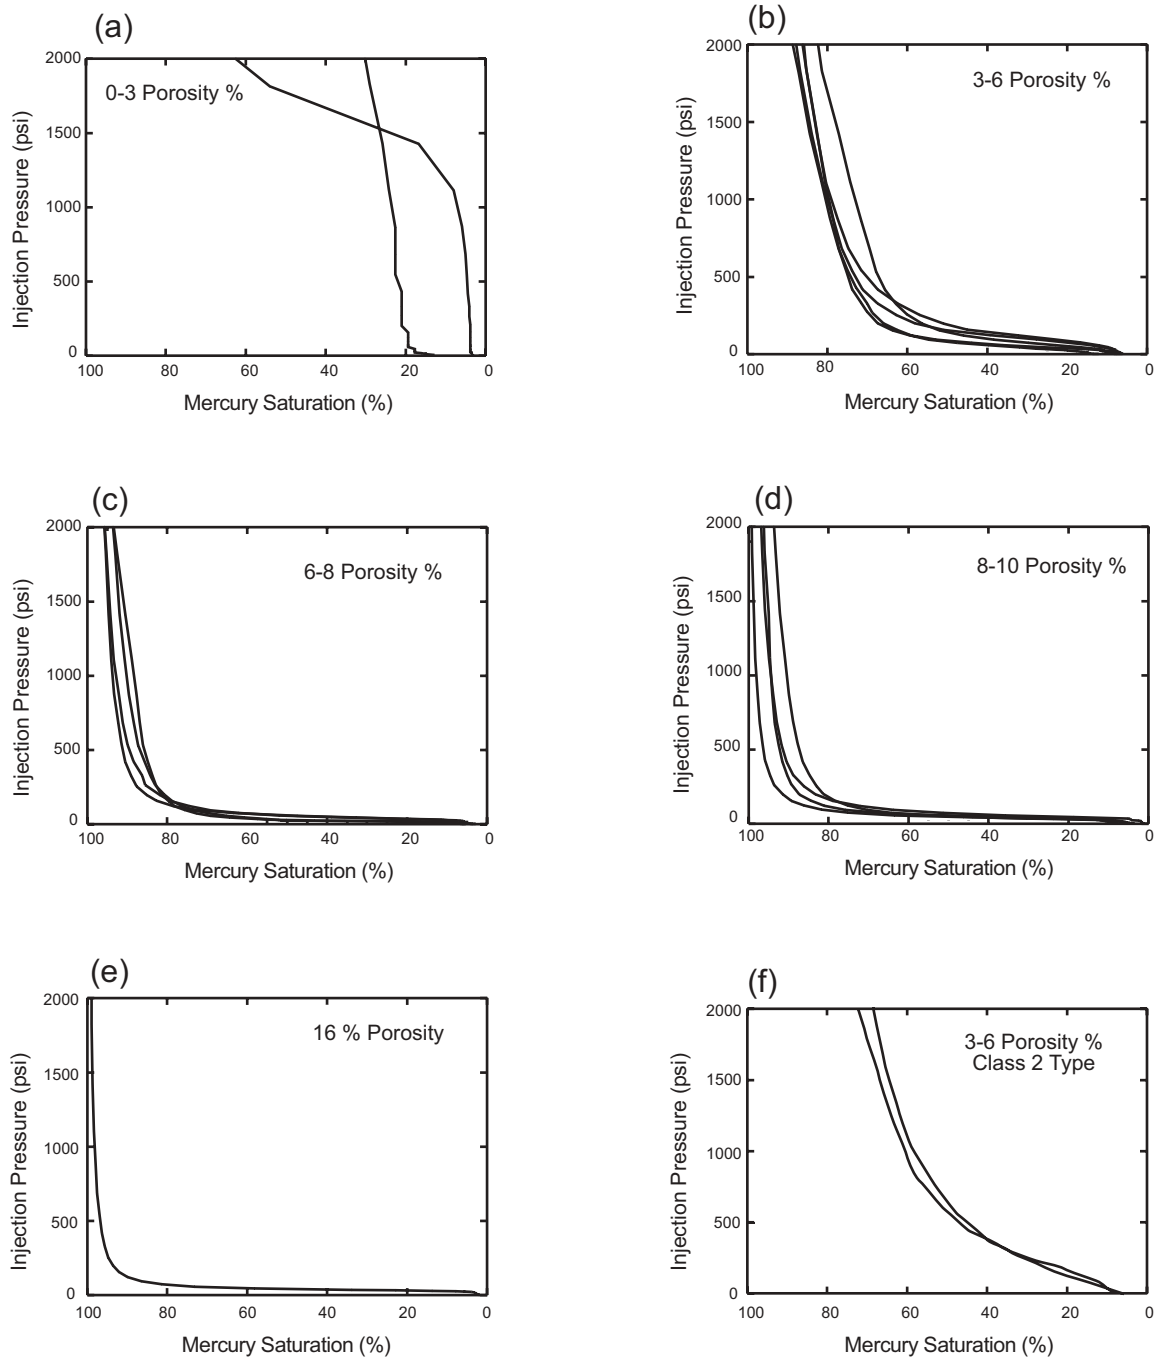 (a)
2000
1500
1000
500
0
0-3 Porosity %
100
80
60
40
20
0
Injection Pressure (psi)
Mercury Saturation (%)
(b)
2000
1500
1000
500
0
3-6 Porosity %
100
80
60
40
20
0
Injection Pressure (psi)
Mercury Saturation (%)
(c)
2000
1500
1000
500
0
6-8 Porosity %
100
80
60
40
20
0
Injection Pressure (psi)
Mercury Saturation (%)
(d)
2000
1500
1000
500
0
8-10 Porosity %
100
80
60
40
20
0
Injection Pressure (psi)
Mercury Saturation (%)
(e)
2000
1500
1000
500
0
16 % Porosity
100
80
60
40
20
0
Injection Pressure (psi)
Mercury Saturation (%)
(f)
2000
1500
1000
500
0
3-6 Porosity %
Class 2 Type
100
80
60
40
20
0
Injection Pressure (psi)
Mercury Saturation (%)